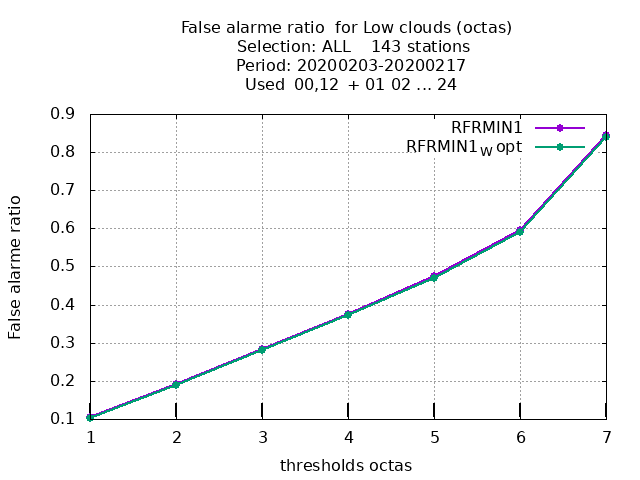 False alarme ratio  for Low clouds (octas)
Selection: ALL    143 stations
Period: 20200203-20200217
Used  00,12  + 01 02 ... 24
RFRMIN1
RFRMIN1W opt
0.9
0.8
0.7
0.6
0.5
0.4
0.3
0.2
0.1
False alarme ratio
1 2 3 4 5 6 7
thresholds octas